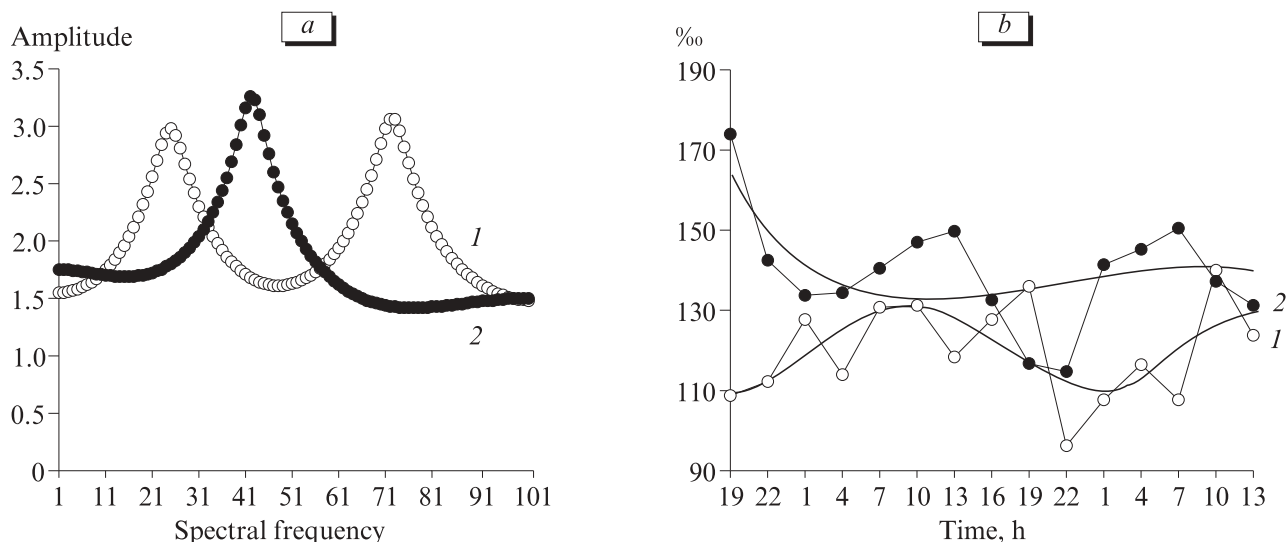 a
Amplitude
3.5
3.0
2.5
2.0
1.5
1.0
0.5
0
1
2
1 11 21 31 41 51 61 71 81 91 101
Spectral frequency
b
‰
190
170
150
130
110
90
2
1
19 22 1 4 7 10 13 16 19 22 1 4 7 10 13
Time, h